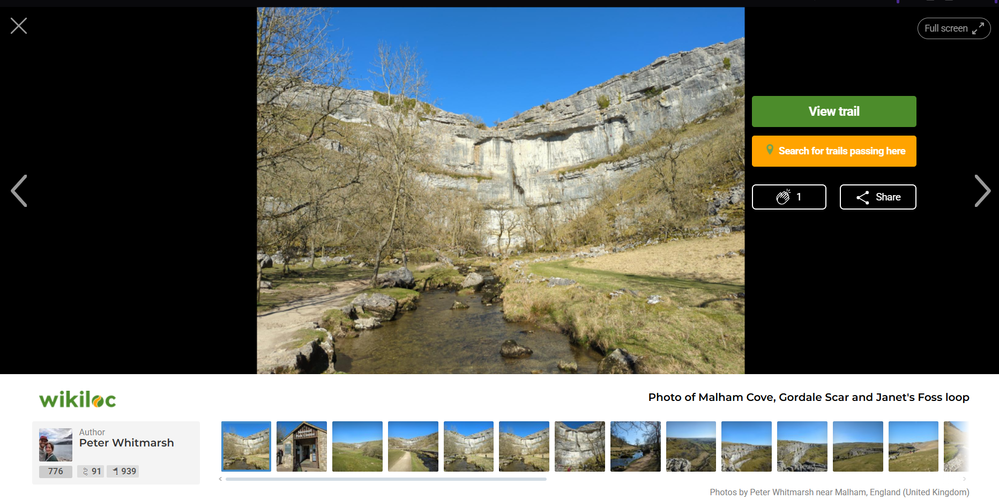 Full screen
View trail
Search for trails passing here
1
Share
wikiloc
Photo of Malham Cove, Gordale Scar and Janet's Foss loop
Author
Peter Whitmarsh
776
91
939
Photos by Peter Whitmarsh near Malham, England (United Kingdom)